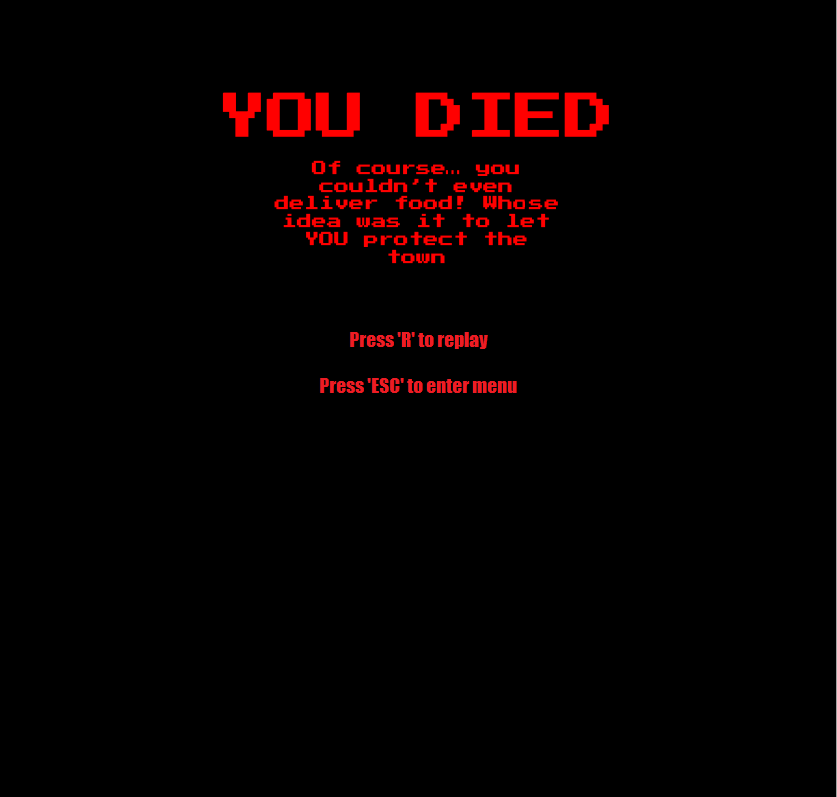 YOU DIED
Of course... you
couldn't even
deliver food! Whose
idea was it to let
YOU protect the
town
Press 'R' to replay
Press 'ESC' to enter menu